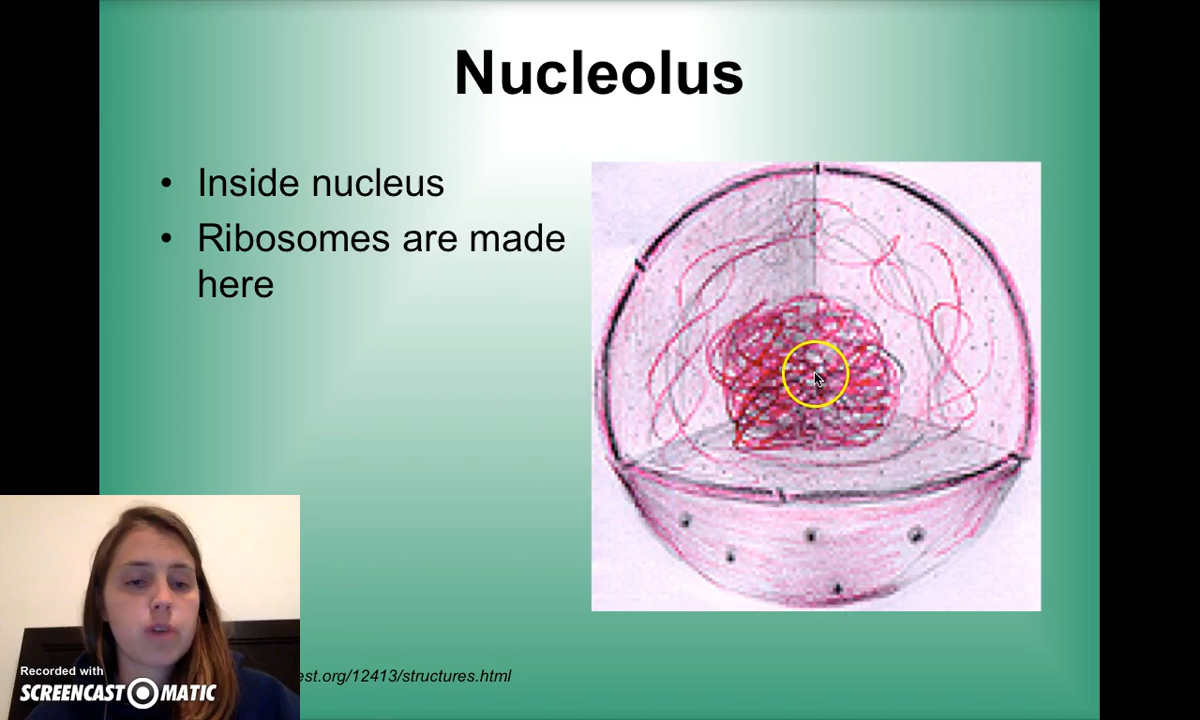 Nucleolus
• Inside nucleus
• Ribosomes are made
here
est.org/12413/structures.html
Recorded with
SCREENCAST MATIC